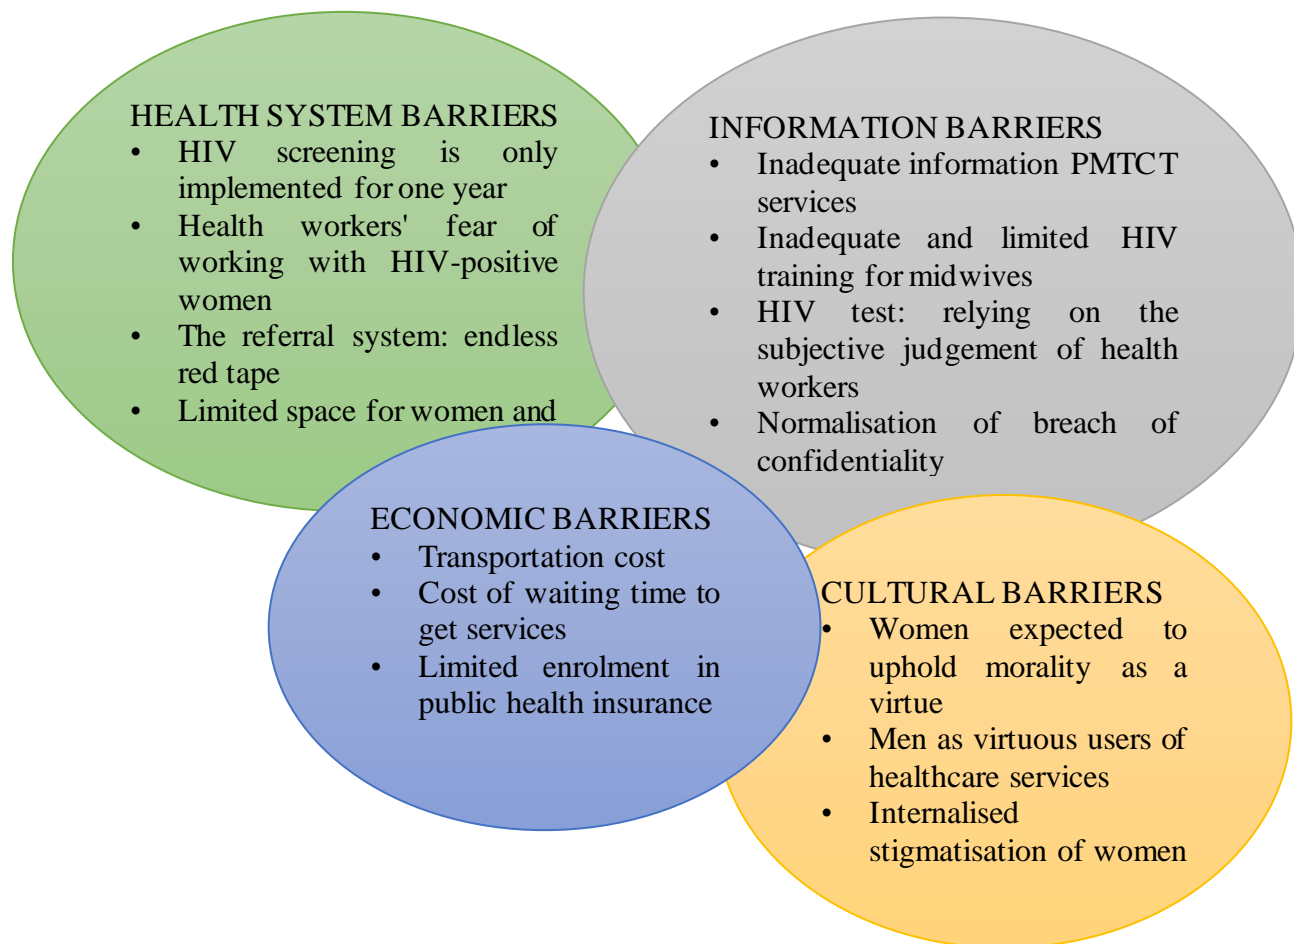 HEALTH SYSTEM BARRIERS
• HIV screening is only
implemented for one year
• Health workers' fear of
working with HIV-positive
women
• The referral system: endless
red tape
• Limited space for women and
INFORMATION BARRIERS
• Inadequate information PMTCT
services
• Inadequate and limited HIV
training for midwives
• HIV test: relying on the
subjective judgement of health
workers
• Normalisation of breach of
confidentiality
ECONOMIC BARRIERS
• Transportation cost
• Cost of waiting time to
get services
• Limited enrolment in
public health insurance
CULTURAL BARRIERS
• Women expected to
uphold morality as a
virtue
• Men as virtuous users of
healthcare services
• Internalised
stigmatisation of women